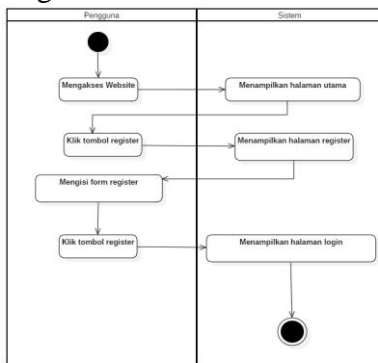 Pengguna
Sistem
Mengakses Website
Menampilkan halaman utama
Klik tombol register
Menampilkan halaman register
Mengisi form register
Klik tombol register
Menampilkan halaman login